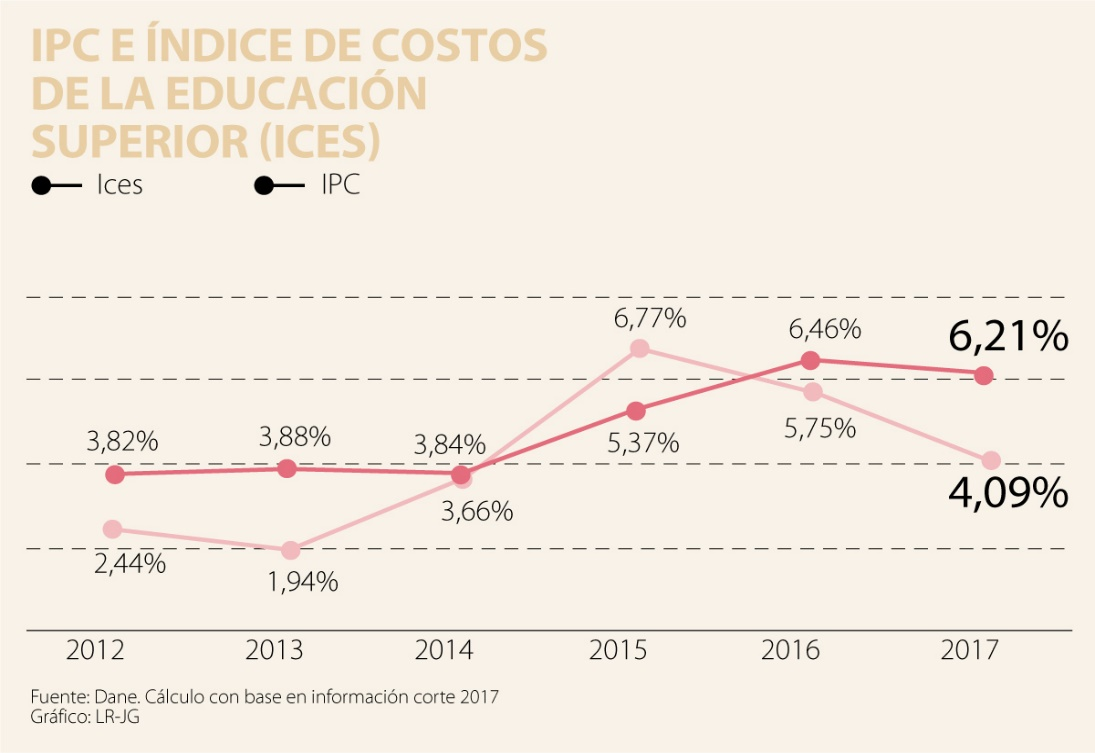 IPC E ÍNDICE DE COSTOS
DE LA EDUCACIÓN
SUPERIOR (ICES)
Ices IPC
6,77% 6,46% 6,21%
3,82% 3,88% 3,84% 5,37% 5,75% 4,09%
2,44% 1,94% 3,66%
2012 2013 2014 2015 2016 2017
Fuente: Dane. Cálculo con base en información corte 2017
Gráfico: LR-JG